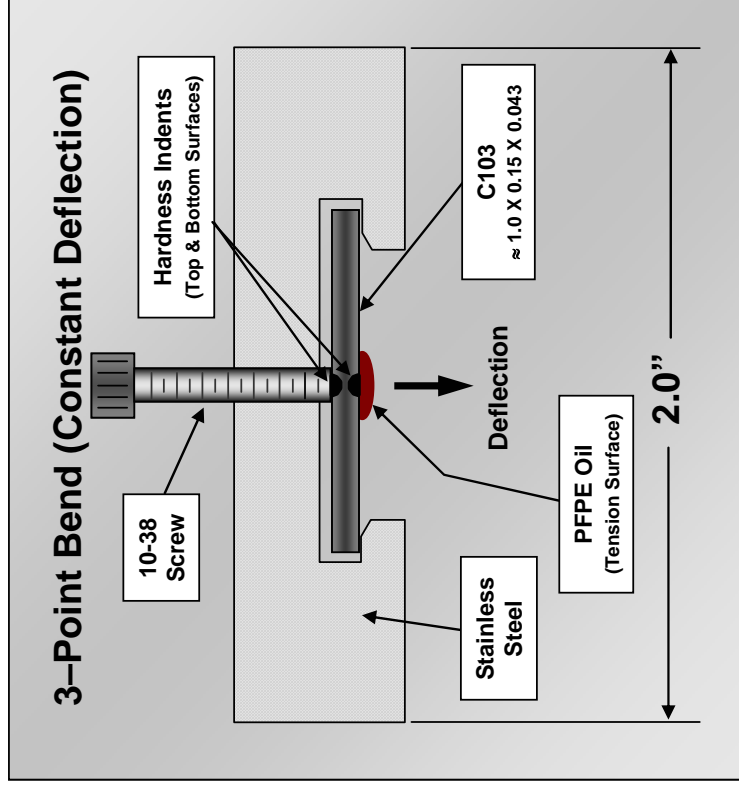 3–Point Bend (Constant Deflection)
Hardness Indents
(Top & Bottom Surfaces)
10-38
Screw
C103
≈ 1.0 X 0.15 X 0.043
Deflection
PFPE Oil
(Tension Surface)
Stainless
Steel
2.0”